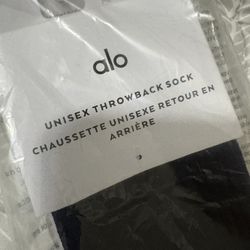 alo
UNISEX THROWBACK SOCK
CHAUSSETTE UNISEXE RETOUR EN
ARRIÈRE